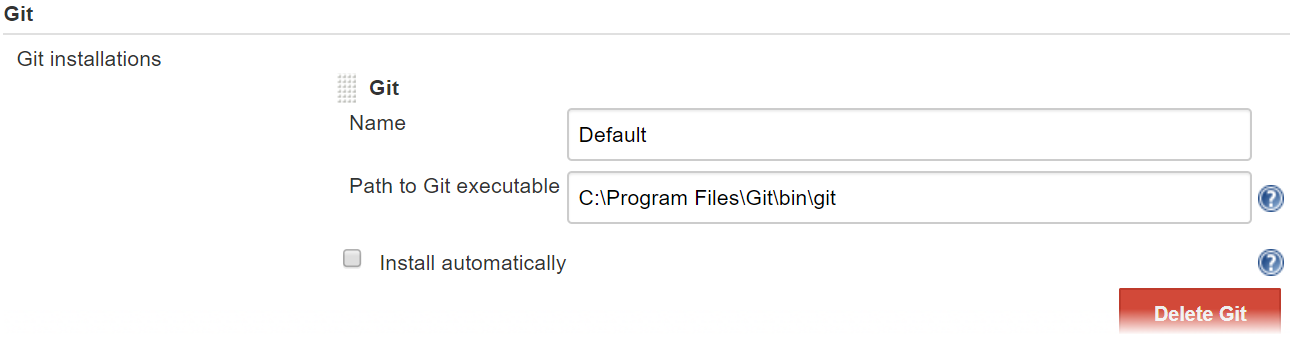 Git
Git installations
Git
Name
Default
Path to Git executable
C:\Program Files\Git\bin\git
?
Install automatically
?
Delete Git